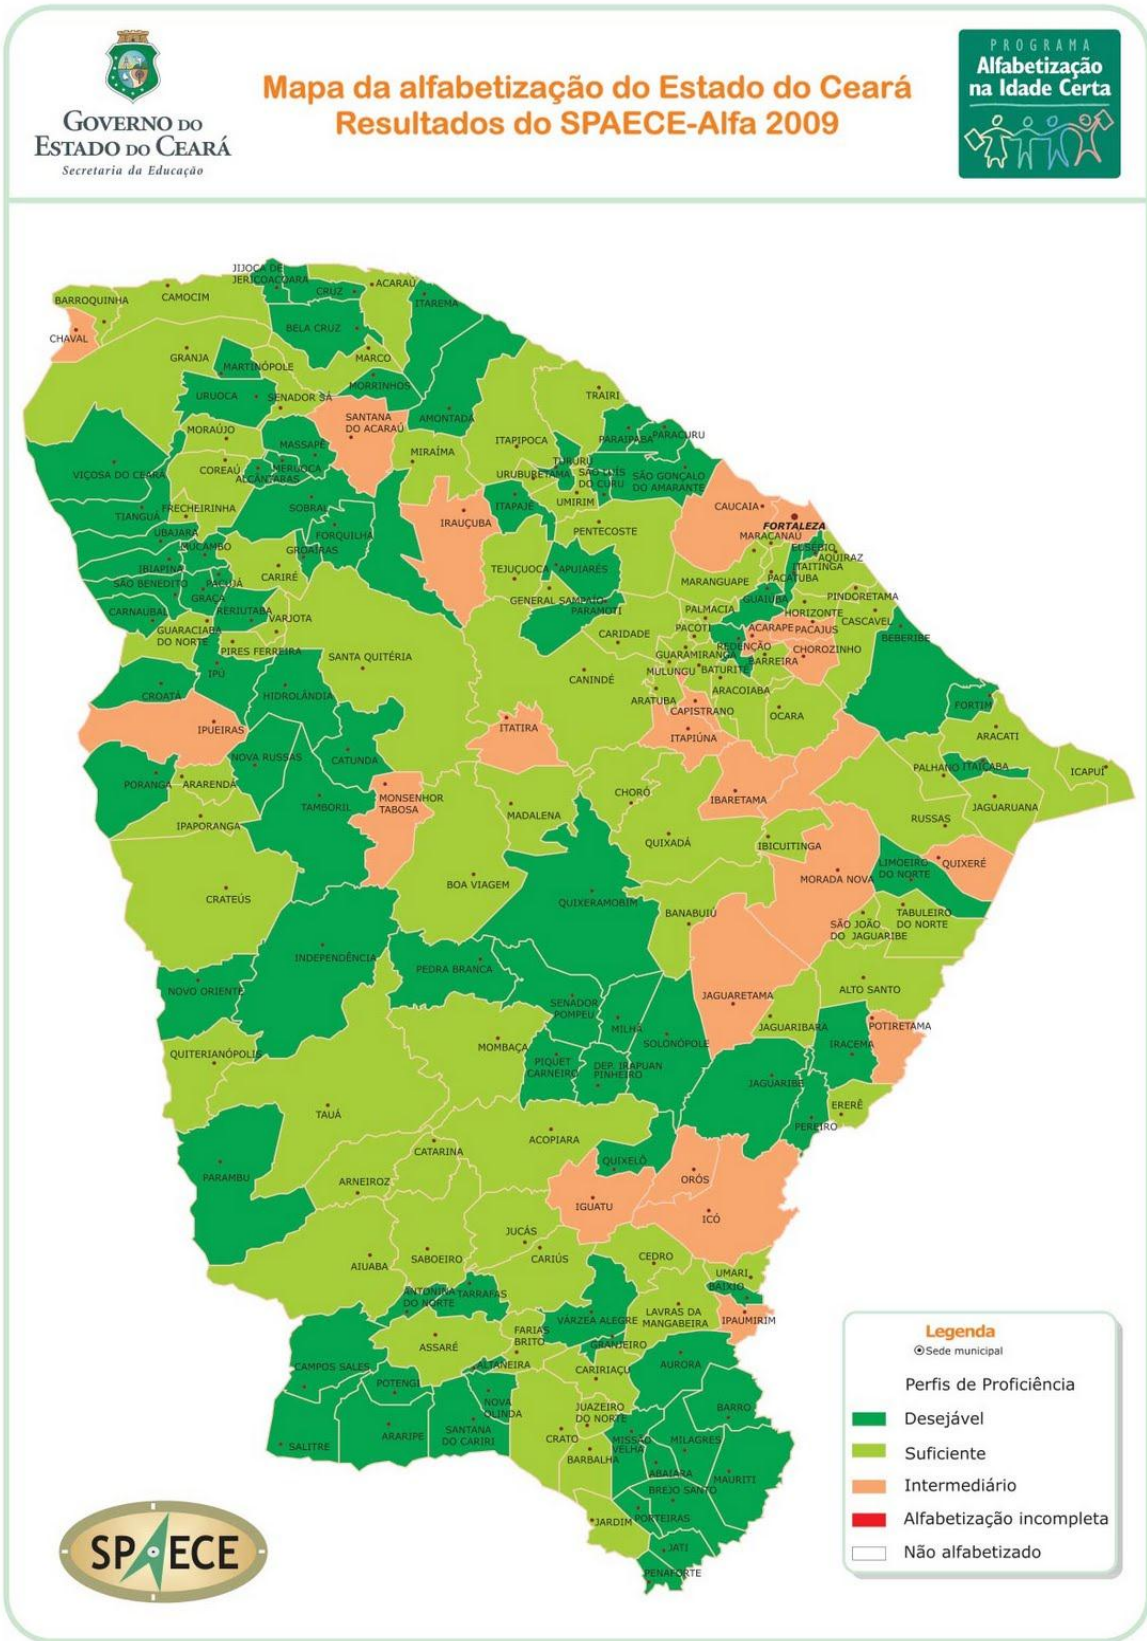 GOVERNO DO
ESTADO DO CEARÁ
Secretaria da Educação
Mapa da alfabetização do Estado do Ceará
Resultados do SPAECE-Alfa 2009
PROGRAMA
Alfabetização
na Idade Certa
JIJOCA DE
JERICOACOARA
CRUZ
ACARAÚ
ITAREMA
BARROQUINHA
CAMOCIM
CHAVAL
BELA CRUZ
GRANJA
MARCO
MARTINÓPOLE
MORRINHOS
URUOCA
SENADOR SÁ
TRAIRI
SANTANA
DO ACARAÚ
AMONTADA
MORAÚJO
MASSAPÊ
MIRAÍMA
ITAPIPOCA
PARAIPABA
PARACURU
VIÇOSA DO CEARÁ
COREAÚ
MERUOCA
ALCÂNTARAS
URUBURETAMA
TURURU
SÃO LUÍS
DO CURU
SÃO GONÇALO
DO AMARANTE
TIANGUÁ
FRECHEIRINHA
SOBRAL
ITAPAJÉ
UMIRIM
CAUCAIA
FORTALEZA
UBAJARA
MUCAMBO
FORQUILHA
IRAUÇUBA
PENTECOSTE
MARACANAÚ
EUSÉBIO
AQUIRAZ
IBIAPINA
GROAÍRAS
ITAITINGA
SÃO BENEDITO
PACUJÁ
CARIRÉ
TEJUÇUOCA
APUIARÉS
MARANGUAPE
PACATUBA
GRAÇA
GENERAL SAMPAIO
GUAIÚBA
PINDORETAMA
CARNAUBAL
RERIUTABA
VARJOTA
PARAMOTI
PALMACIA
HORIZONTE
CASCAVEL
GUARACIABA
DO NORTE
CARIDADE
PACOTI
ACARAPE
PACAJUS
BEBERIBE
PIRES FERREIRA
REDENÇÃO
GUARAMIRANGA
BARREIRA
CHOROZINHO
IPÚ
SANTA QUITÉRIA
CANINDÉ
MULUNGU
BATURITÉ
CROATÁ
HIDROLÂNDIA
ARATUBA
ARACOIABA
FORTIM
CAPISTRANO
OCARA
IPUEIRAS
ITATIRA
ITAPIÚNA
ARACATI
NOVA RUSSAS
CATUNDA
PORANGA
ARARENDÁ
MONSENHOR
TABOSA
PALHANO
ITAIÇABA
ICAPUÍ
TAMBORIL
MADALENA
CHORÓ
IBARETAMA
JAGUARUANA
IPAPORANGA
RUSSAS
QUIXADÁ
IBICUITINGA
CRATEÚS
BOA VIAGEM
QUIXERAMOBIM
MORADA NOVA
LIMOEIRO
DO NORTE
QUIXERÉ
BANABUIÚ
SÃO JOÃO
DO JAGUARIBE
TABULEIRO
DO NORTE
INDEPENDÊNCIA
PEDRA BRANCA
NOVO ORIENTE
SENADOR
POMPEU
JAGUARETAMA
ALTO SANTO
MILHÃ
SOLONÓPOLE
JAGUARIBARA
POTIRETAMA
QUITERIANÓPOLIS
MOMBAÇA
PIQUET
CARNEIRO
DEP. IRAPUAN
PINHEIRO
IRACEMA
JAGUARIBE
TAUÁ
ERERÊ
PEREIRO
ACOPIARA
CATARINA
PARAMBU
QUIXELÔ
ARNEIROZ
ORÓS
IGUATU
ICÓ
JUCÁS
AIUABA
SABOEIRO
CARIÚS
CEDRO
UMARI
BAIXIO
ANTONINA
DO NORTE
TARRAFAS
VÁRZEA ALEGRE
LAVRAS DA
MANGABEIRA
IPAUMIRIM
ASSARÉ
FARIAS
BRITO
GRANJEIRO
CAMPOS SALES
ALTANEIRA
CARIRIAÇU
AURORA
POTENGI
NOVA
OLINDA
JUAZEIRO
DO NORTE
BARRO
SALITRE
ARARIPE
SANTANA
DO CARIRI
CRATO
MISSÃO
VELHA
MILAGRES
BARBALHA
ABAIARA
MAURITI
BREJO SANTO
JARDIM
PORTEIRAS
JATI
PENAFORTE
Legenda
Sede municipal
Perfis de Proficiência
Desejável
Suficiente
Intermediário
Alfabetização incompleta
Não alfabetizado
SPAECE